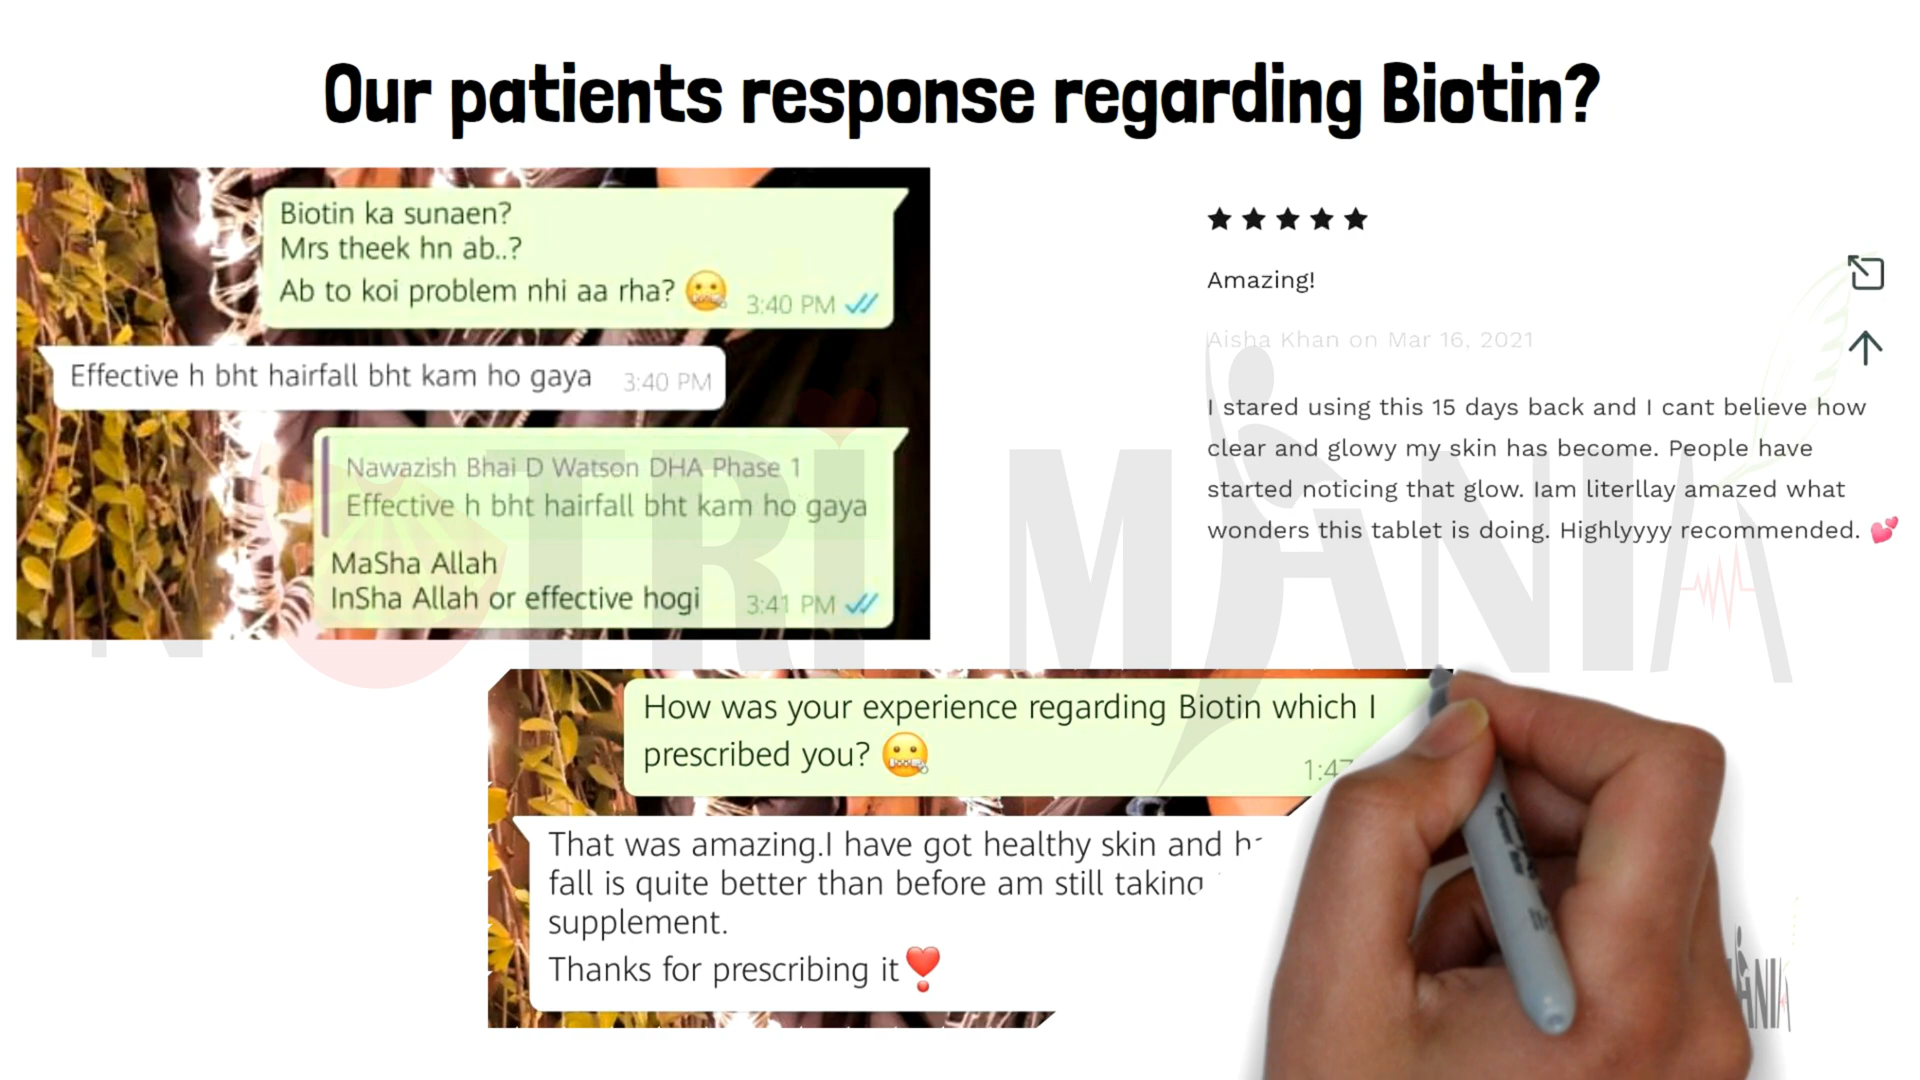 Our patients response regarding Biotin?
Biotin ka sunaen?
Mrs theek hn ab..?
Ab to koi problem nhi aa rha? 🤐 3:40 PM
Effective h bht hairfall bht kam ho gaya 3:40 PM
Nawazish Bhai D Watson DHA Phase 1
Effective h bht hairfall bht kam ho gaya
MaSha Allah
InSha Allah or effective hogi 3:41 PM
★★★★★
Amazing!
Aisha Khan on Mar 16, 2021
I stared using this 15 days back and I cant believe how
clear and glowy my skin has become. People have
started noticing that glow. Iam literllay amazed what
wonders this tablet is doing. Highlyyyy recommended. 💕
NUTRI MANIA
How was your experience regarding Biotin which I
prescribed you? 🤐 1:47
That was amazing.I have got healthy skin and
fall is quite better than before am still taking
supplement.
Thanks for prescribing it❣️